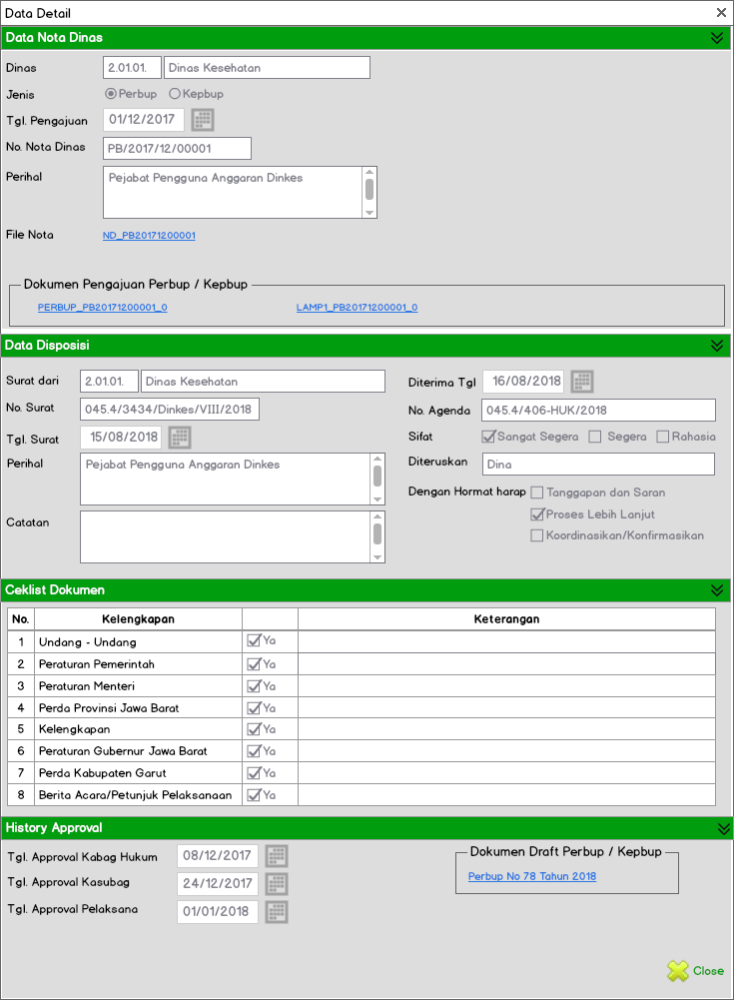 Data Detail
Data Nota Dinas
Dinas 2.01.01. Dinas Kesehatan
Jenis Perbup Kepbup
Tgl. Pengajuan 01/12/2017
No. Nota Dinas PB/2017/12/00001
Perihal Pejabat Pengguna Anggaran Dinkes
File Nota ND_PB20171200001
Dokumen Pengajuan Perbup / Kepbup
PERBUP_PB20171200001_0 LAMP1_PB20171200001_0
Data Disposisi
Surat dari 2.01.01. Dinas Kesehatan Diterima Tgl 16/08/2018
No. Surat 045.4/3434/Dinkes/VIII/2018 No. Agenda 045.4/406-HUK/2018
Tgl. Surat 15/08/2018 Sifat Sangat Segera Segera Rahasia
Perihal Pejabat Pengguna Anggaran Dinkes Diteruskan Dina
Dengan Hormat harap Tanggapan dan Saran
Catatan Proses Lebih Lanjut
Koordinasikan/Konfirmasikan
Ceklist Dokumen
No. Kelengkapan Keterangan
1 Undang - Undang Ya
2 Peraturan Pemerintah Ya
3 Peraturan Menteri Ya
4 Perda Provinsi Jawa Barat Ya
5 Kelengkapan Ya
6 Peraturan Gubernur Jawa Barat Ya
7 Perda Kabupaten Garut Ya
8 Berita Acara/Petunjuk Pelaksanaan Ya
History Approval
Tgl. Approval Kabag Hukum 08/12/2017 Dokumen Draft Perbup / Kepbup
Tgl. Approval Kasubag 24/12/2017 Perbup No 78 Tahun 2018
Tgl. Approval Pelaksana 01/01/2018
Close